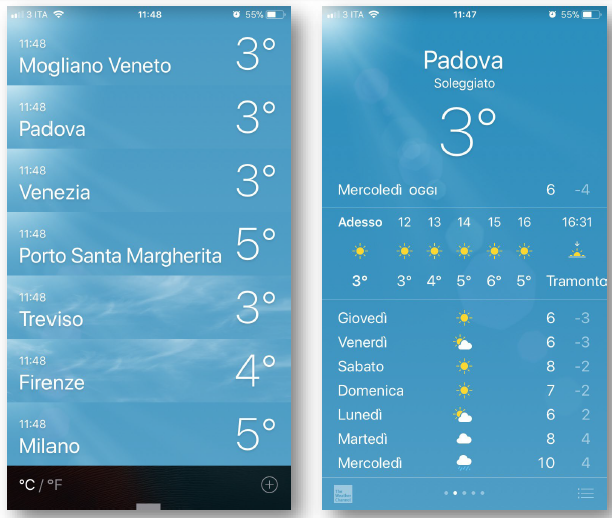 3 ITA 11:48 55%
11:48
Mogliano Veneto 3°
11:48
Padova 3°
11:48
Venezia 3°
11:48
Porto Santa Margherita 5°
11:48
Treviso 3°
11:48
Firenze 4°
11:48
Milano 5°
°C / °F
3 ITA 11:47 55%
Padova
Soleggiato
3°
Mercoledì OGGI 6 -4
Adesso 12 13 14 15 16 16:31
3° 3° 4° 5° 6° 5° Tramonto
Giovedì 6 -3
Venerdì 6 -3
Sabato 8 -2
Domenica 7 -2
Lunedì 6 2
Martedì 8 4
Mercoledì 10 4
The
Weather
Channel